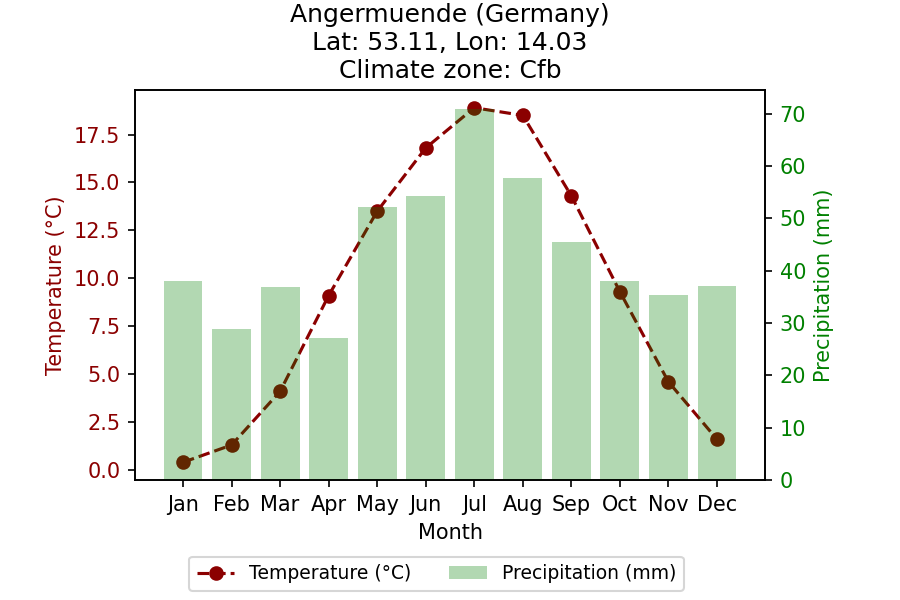 Angermuende (Germany)
Lat: 53.11, Lon: 14.03
Climate zone: Cfb
Temperature (°C)
17.5
15.0
12.5
10.0
7.5
5.0
2.5
0.0
70
60
50
40
30
20
10
0
Precipitation (mm)
Jan Feb Mar Apr May Jun Jul Aug Sep Oct Nov Dec
Month
Temperature (°C) Precipitation (mm)